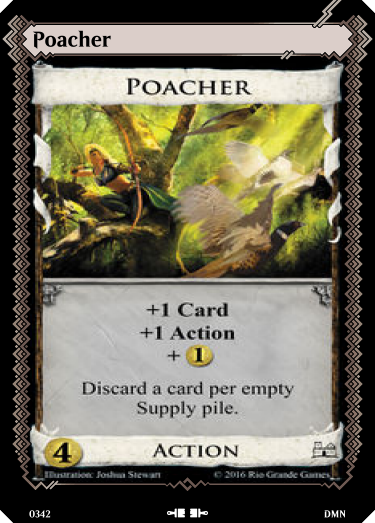 Poacher
POACHER
+1 Card
+1 Action
+ 1
Discard a card per empty
Supply pile.
4
ACTION
Illustration: Joshua Stewart
© 2016 Rio Grande Games
0342
DMN